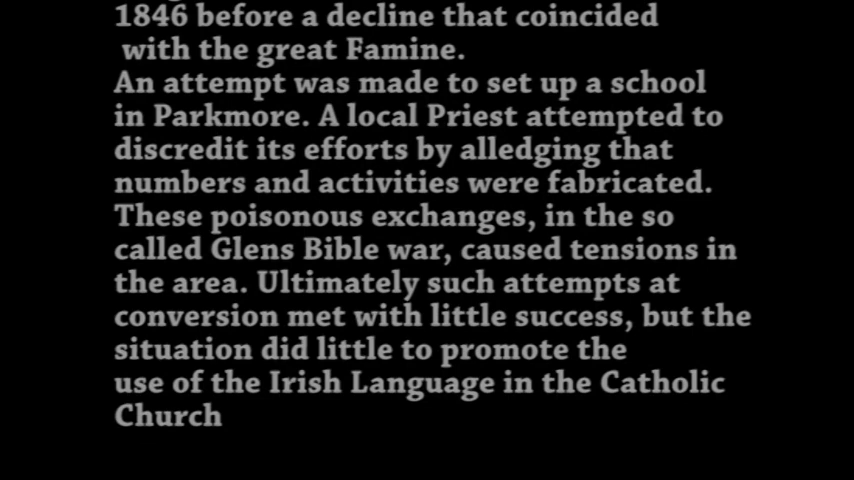 1846 before a decline that coincided
with the great Famine.
An attempt was made to set up a school
in Parkmore. A local Priest attempted to
discredit its efforts by alledging that
numbers and activities were fabricated.
These poisonous exchanges, in the so
called Glens Bible war, caused tensions in
the area. Ultimately such attempts at
conversion met with little success, but the
situation did little to promote the
use of the Irish Language in the Catholic
Church